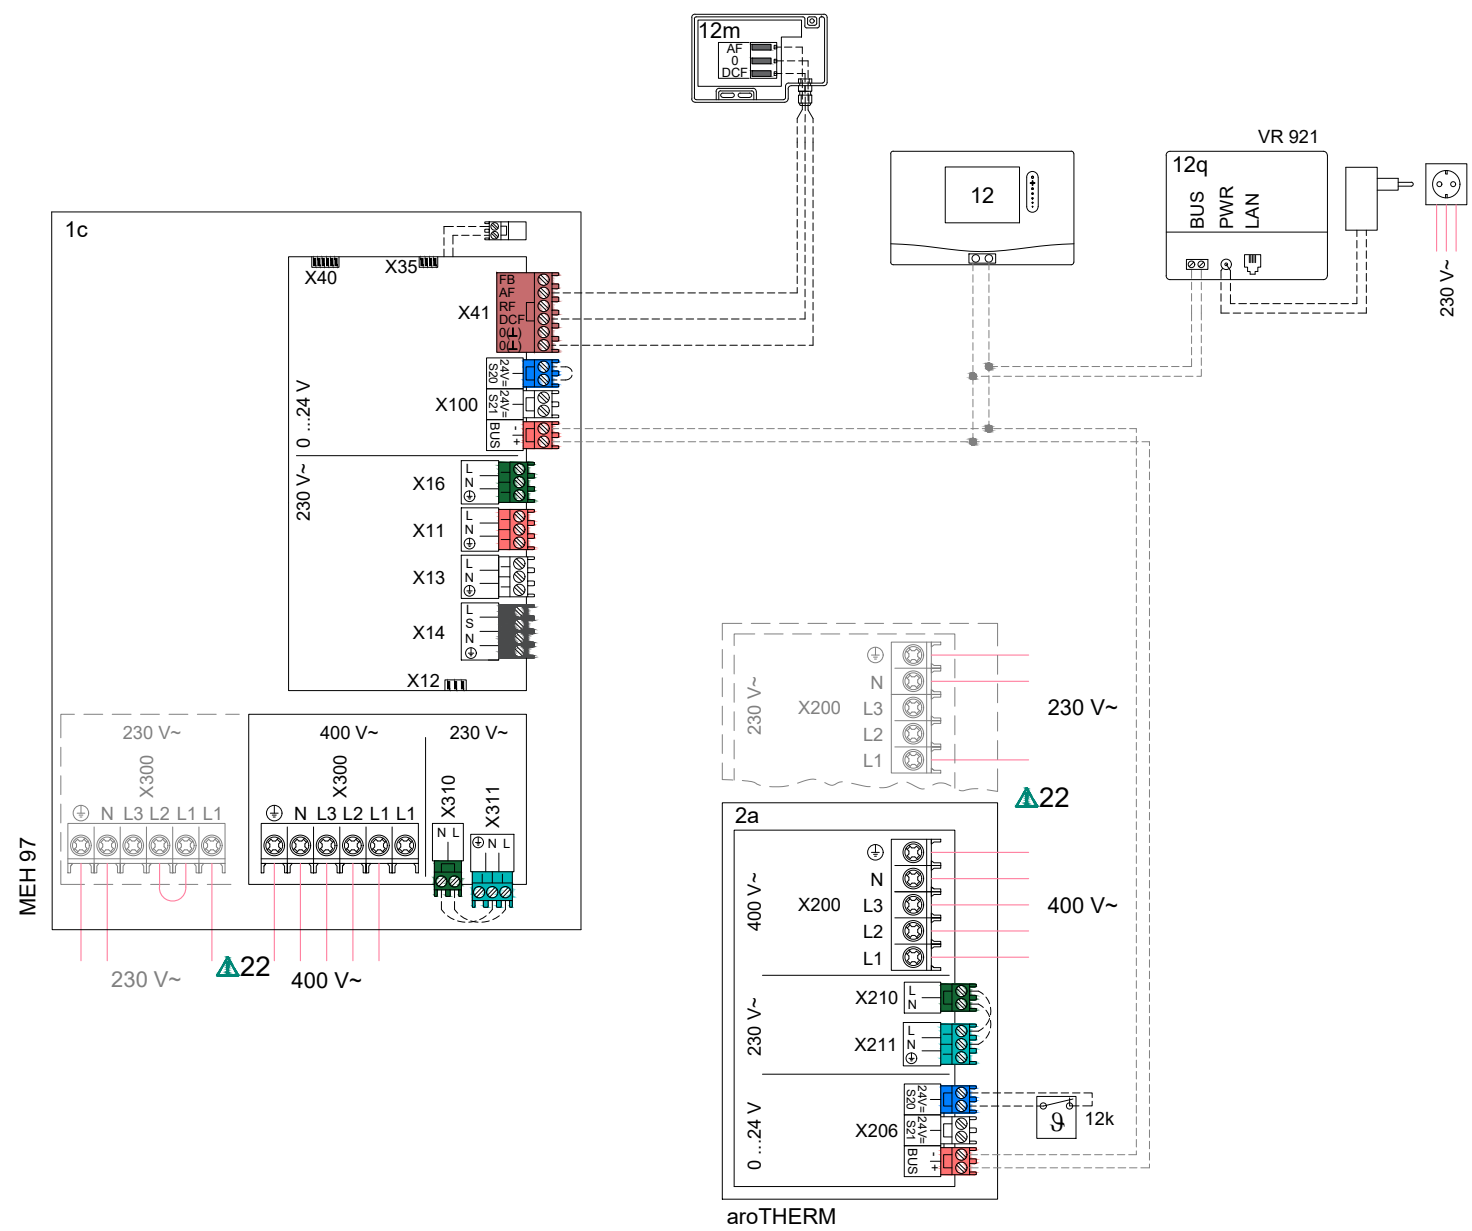 12m
AF
0
DCF
VR 921
12q
BUS
PWR
LAN
230 V~
12
1c
X40
X35
X41
FB
AF
RF
DCF
0(⊥)
0(⊥)
24V=
S20
X100
24V=
S21
BUS
-
+
0 ...24 V
230 V~
X16
L
N
X11
L
N
X13
L
N
X14
L
S
N
X12
230 V~
X300
N L3 L2 L1 L1
400 V~
X300
N L3 L2 L1 L1
230 V~
X310
N L
X311
N L
MEH 97
230 V~
22
400 V~
230 V~
X200
N
L3
L2
L1
230 V~
22
2a
400 V~
X200
N
L3
L2
L1
400 V~
230 V~
X210
L
N
X211
L
N
0 ...24 V
24V=
S20
X206
24V=
S21
BUS
-
+
ϑ
12k
aroTHERM